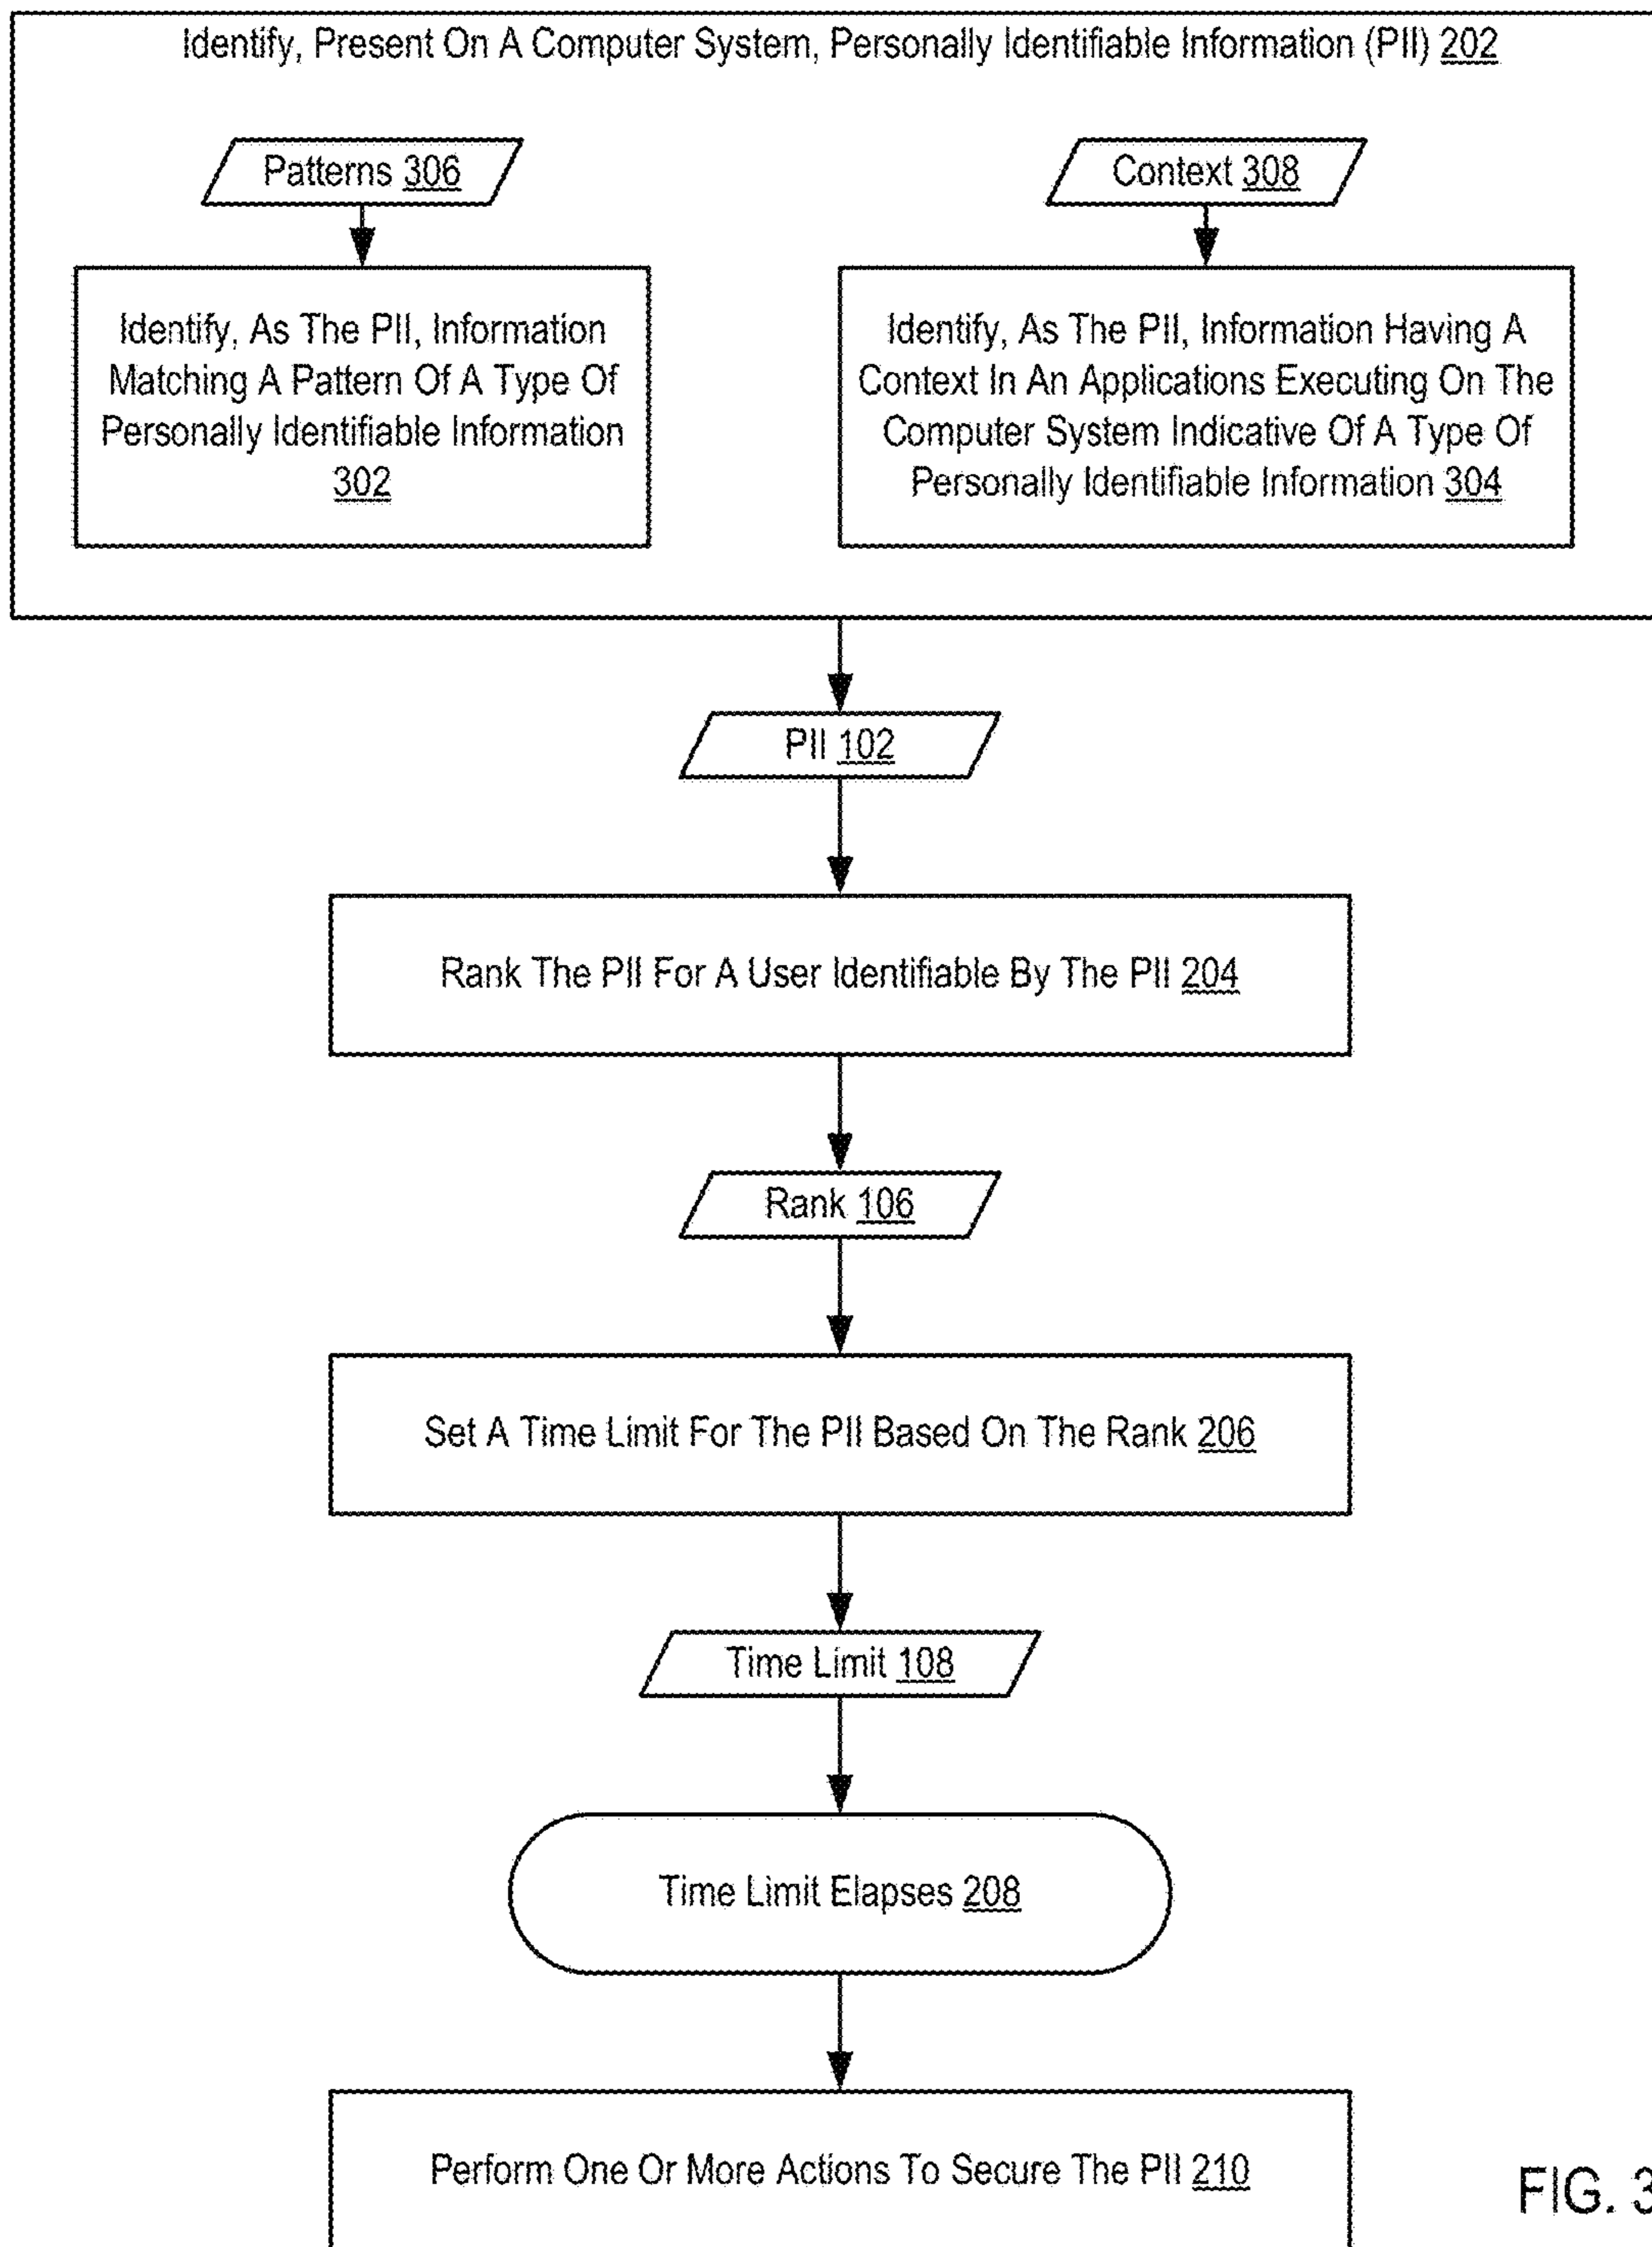 Identify, Present On A Computer System, Personally Identifiable Information (PII) 202
Patterns 306
Context 308
Identify, As The PII, Information
Matching A Pattern Of A Type Of
Personally Identifiable Information
302
Identify, As The PII, Information Having A
Context In An Applications Executing On The
Computer System Indicative Of A Type Of
Personally Identifiable Information 304
PII 102
Rank The PII For A User Identifiable By The PII 204
Rank 106
Set A Time Limit For The PII Based On The Rank 206
Time Limit 108
Time Limit Elapses 208
Perform One Or More Actions To Secure The PII 210
FIG. 3